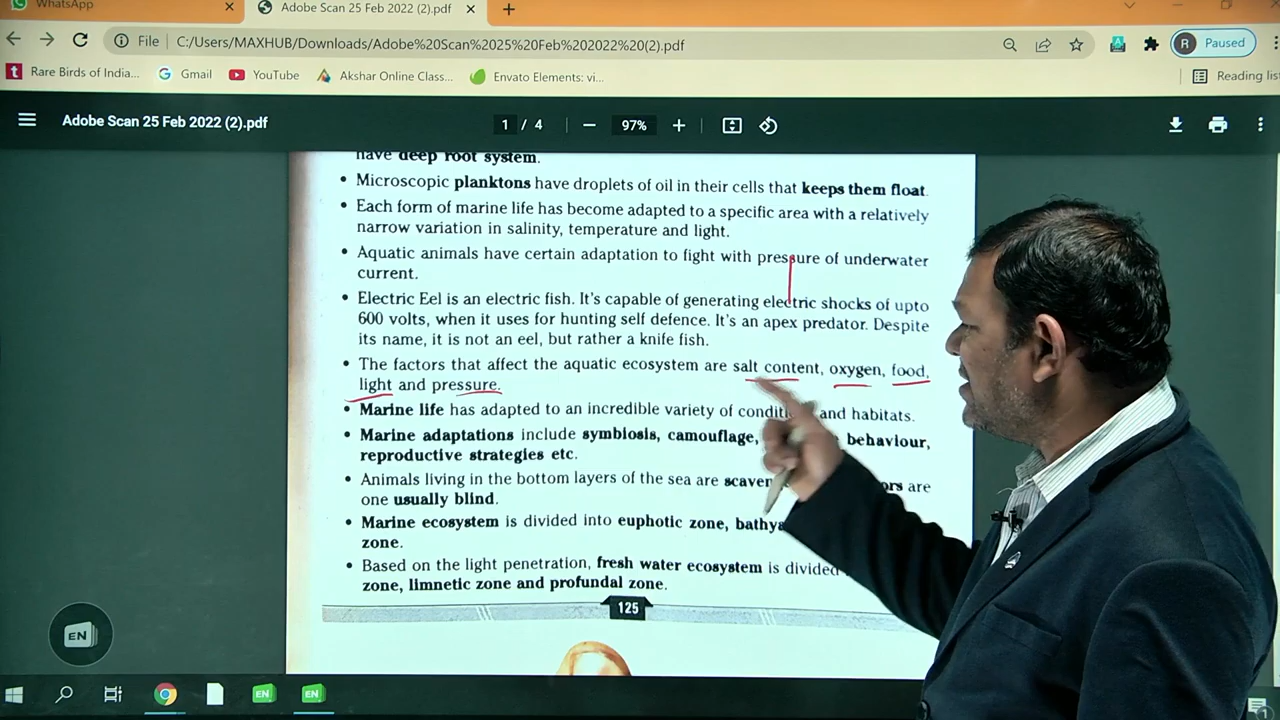 WhatsApp
Adobe Scan 25 Feb 2022 (2).pdf
File C:/Users/MAXHUB/Downloads/Adobe%20Scan%2025%20Feb%202022%20(2).pdf
R Paused
Rare Birds of India...
Gmail
YouTube
Akshar Online Class...
Envato Elements: vi...
Reading list
Adobe Scan 25 Feb 2022 (2).pdf
1 / 4
97%
have deep root system.
• Microscopic planktons have droplets of oil in their cells that keeps them float.
• Each form of marine life has become adapted to a specific area with a relatively
narrow variation in salinity, temperature and light.
• Aquatic animals have certain adaptation to fight with pressure of underwater
current.
• Electric Eel is an electric fish. It's capable of generating electric shocks of upto
600 volts, when it uses for hunting self defence. It's an apex predator. Despite
its name, it is not an eel, but rather a knife fish.
• The factors that affect the aquatic ecosystem are salt content, oxygen, food,
light and pressure.
• Marine life has adapted to an incredible variety of and habitats.
• Marine adaptations include symbiosis, camouflage, behaviour,
reproductive strategies etc.
• Animals living in the bottom layers of the sea are are
one usually blind.
• Marine ecosystem is divided into euphotic zone,
zone.
• Based on the light penetration, fresh water ecosystem is divided
zone, limnetic zone and profundal zone.
125
EN
EN
EN